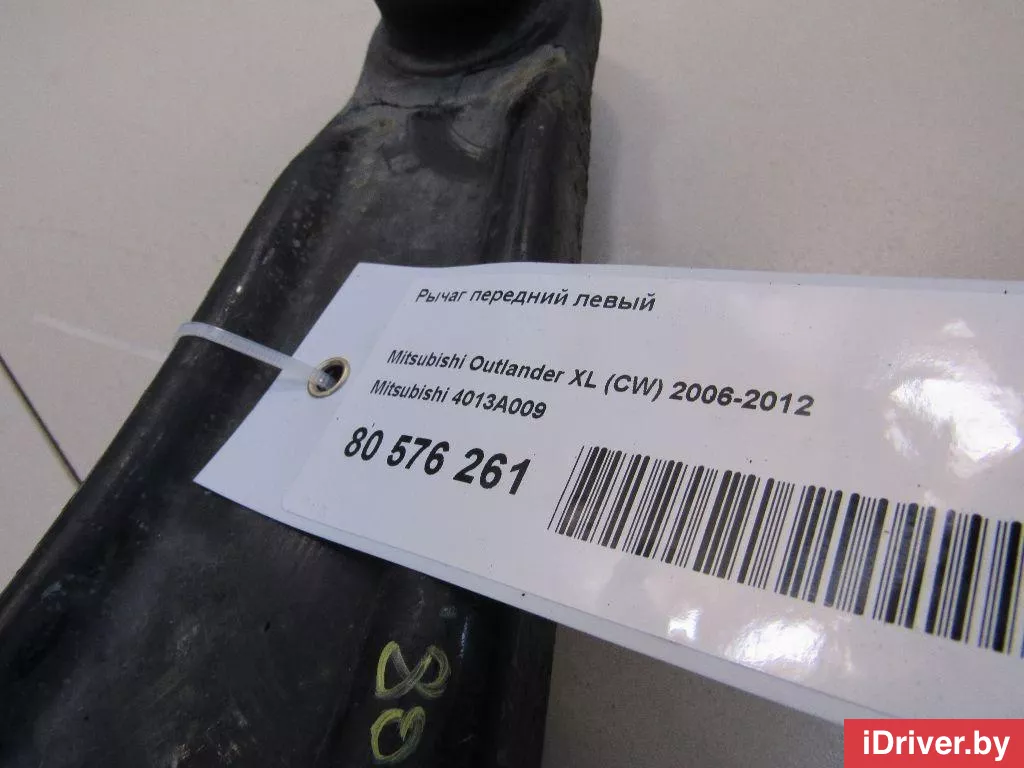 Рычаг передний левый
Mitsubishi Outlander XL (CW) 2006-2012
Mitsubishi 4013A009
80 576 261
iDriver.by